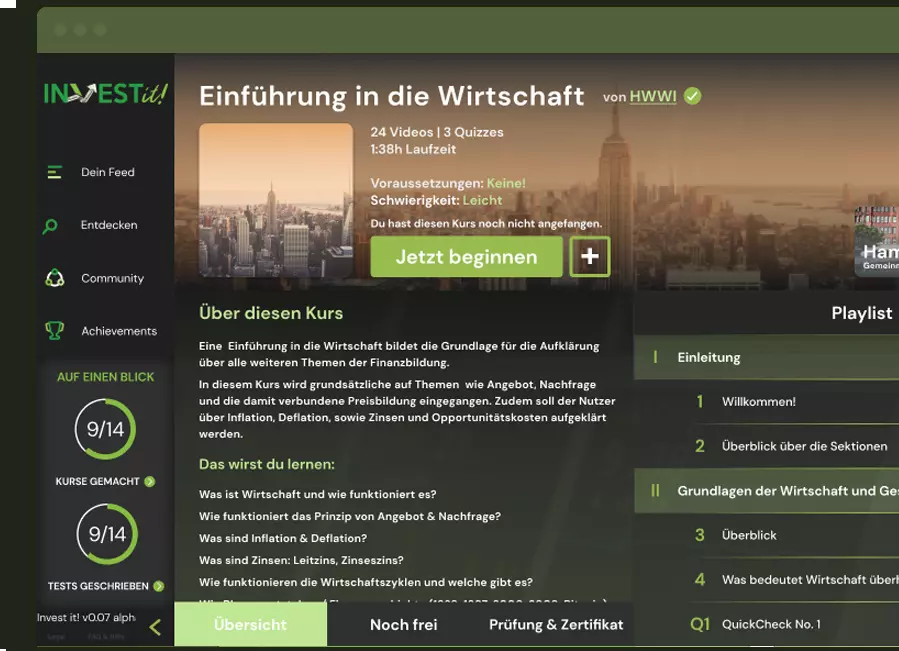 INVESTit!
Dein Feed
Entdecken
Community
Achievements
AUF EINEN BLICK
9/14
KURSE GEMACHT
9/14
TESTS GESCHRIEBEN
Invest it! v0.07 alph
Einführung in die Wirtschaft von HWWI
24 Videos | 3 Quizzes
1:38h Laufzeit
Voraussetzungen: Keine!
Schwierigkeit: Leicht
Du hast diesen Kurs noch nicht angefangen.
Jetzt beginnen +
Über diesen Kurs
Eine Einführung in die Wirtschaft bildet die Grundlage für die Aufklärung
über alle weiteren Themen der Finanzbildung.
In diesem Kurs wird grundsätzliche auf Themen wie Angebot, Nachfrage
und die damit verbundene Preisbildung eingegangen. Zudem soll der Nutzer
über Inflation, Deflation, sowie Zinsen und Opportunitätskosten aufgeklärt
werden.
Das wirst du lernen:
Was ist Wirtschaft und wie funktioniert es?
Wie funktioniert das Prinzip von Angebot & Nachfrage?
Was sind Inflation & Deflation?
Was sind Zinsen: Leitzins, Zinseszins?
Wie funktionieren die Wirtschaftszyklen und welche gibt es?
Übersicht
Noch frei
Prüfung & Zertifikat
Ham
Gemeinn
Playlist
I Einleitung
1 Willkommen!
2 Überblick über die Sektionen
II Grundlagen der Wirtschaft und Ges
3 Überblick
4 Was bedeutet Wirtschaft überh
Q1 QuickCheck No. 1